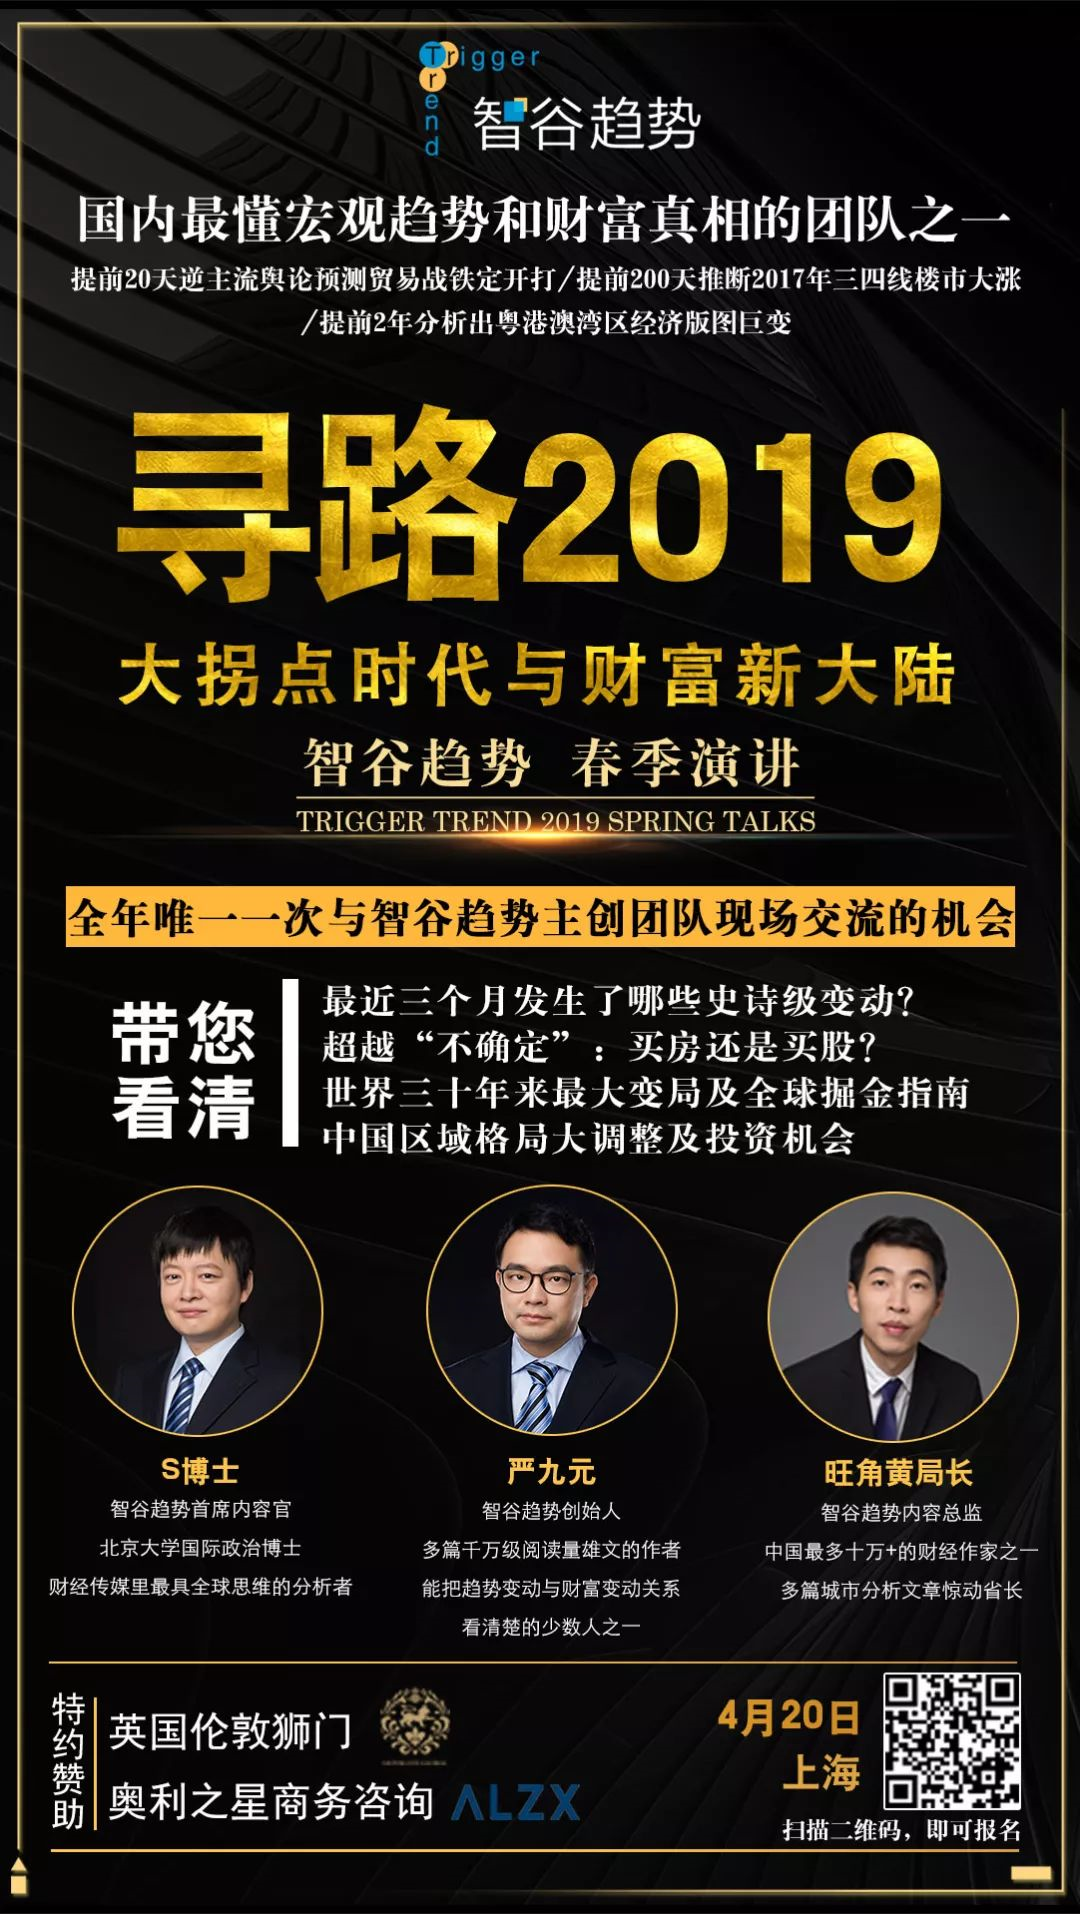 Trigger
Trend
智谷趋势
国内最懂宏观趋势和财富真相的团队之一
提前20天逆主流舆论预测贸易战铁定开打/提前200天推断2017年三四线楼市大涨
/提前2年分析出粤港澳湾区经济版图巨变
寻路2019
大拐点时代与财富新大陆
智谷趋势 春季演讲
TRIGGER TREND 2019 SPRING TALKS
全年唯一一次与智谷趋势主创团队现场交流的机会
带您
看清
最近三个月发生了哪些史诗级变动?
超越“不确定”：买房还是买股?
世界三十年来最大变局及全球掘金指南
中国区域格局大调整及投资机会
S博士
智谷趋势首席内容官
北京大学国际政治博士
财经传媒里最具全球思维的分析者
严九元
智谷趋势创始人
多篇千万级阅读量雄文的作者
能把趋势变动与财富变动关系
看清楚的少数人之一
旺角黄局长
智谷趋势内容总监
中国最多十万+的财经作家之一
多篇城市分析文章惊动省长
特约赞助
英国伦敦狮门
奥利之星商务咨询 ALZX
4月20日
上海
扫描二维码，即可报名